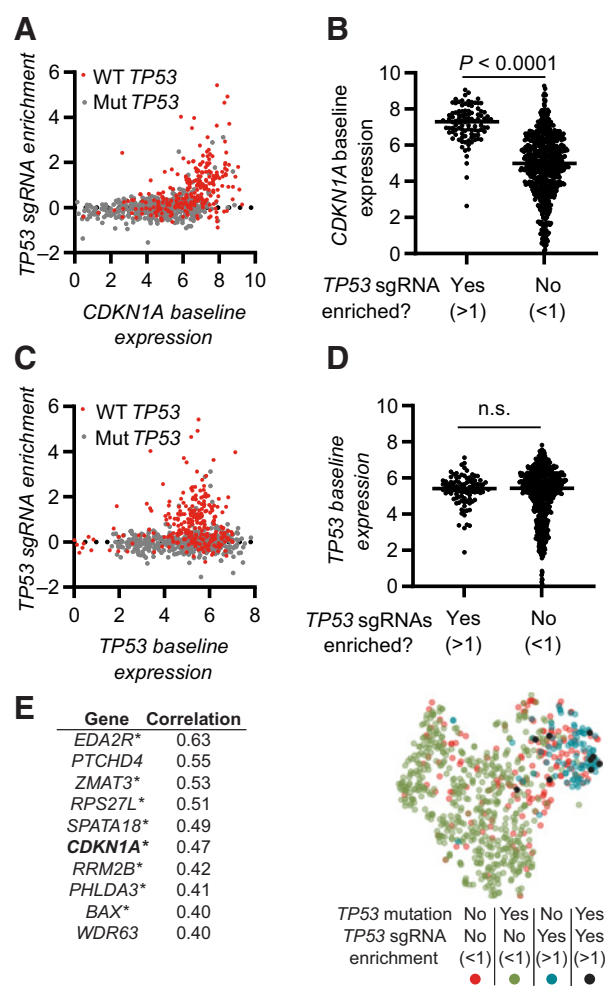 A
TP53 sgRNA enrichment
6
4
2
0
–2
WT TP53
Mut TP53
0 2 4 6 8 10
CDKN1A baseline
expression
B
P < 0.0001
CDKN1A baseline
expression
10
8
6
4
2
0
TP53 sgRNA Yes No
enriched? (>1) (<1)
C
TP53 sgRNA enrichment
6
4
2
0
–2
WT TP53
Mut TP53
0 2 4 6 8
TP53 baseline
expression
D
n.s.
TP53 baseline
expression
10
8
6
4
2
0
TP53 sgRNAs Yes No
enriched? (>1) (<1)
E
Gene Correlation
EDA2R* 0.63
PTCHD4 0.55
ZMAT3* 0.53
RPS27L* 0.51
SPATA18* 0.49
CDKN1A* 0.47
RRM2B* 0.42
PHLDA3* 0.41
BAX* 0.40
WDR63 0.40
TP53 mutation No Yes No Yes
TP53 sgRNA No No Yes Yes
enrichment (<1) (<1) (>1) (>1)